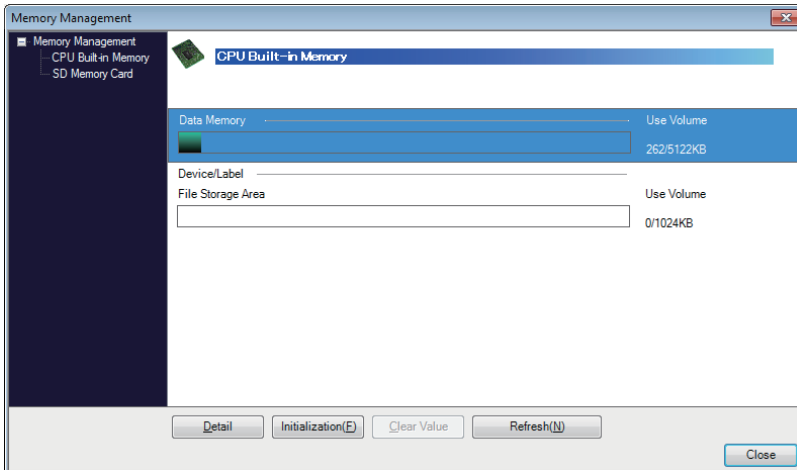 Memory Management
Memory Management
CPU Built-in Memory
SD Memory Card
CPU Built-in Memory
Data Memory
Use Volume
262/5122KB
Device/Label
File Storage Area
Use Volume
0/1024KB
Detail
Initialization(F)
Clear Value
Refresh(N)
Close